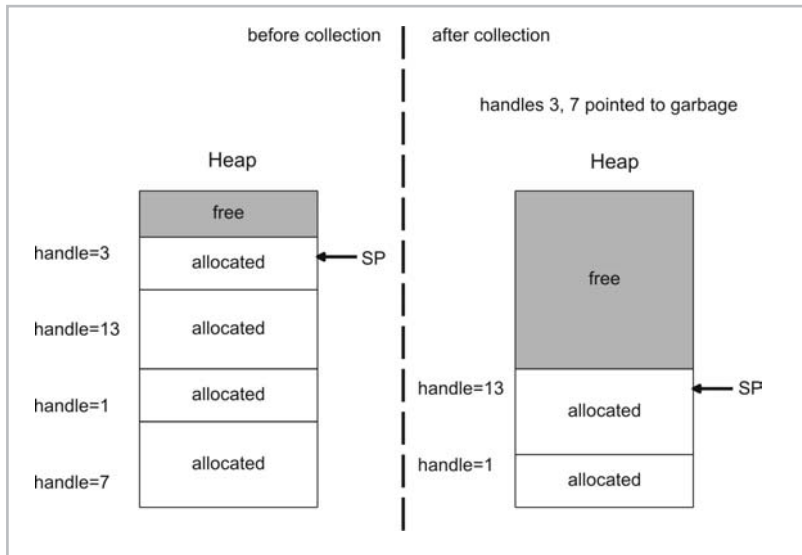 before collection
after collection
handles 3, 7 pointed to garbage
Heap
free
handle=3
allocated
SP
handle=13
allocated
allocated
handle=1
allocated
handle=7
Heap
free
handle=13
SP
allocated
handle=1
allocated